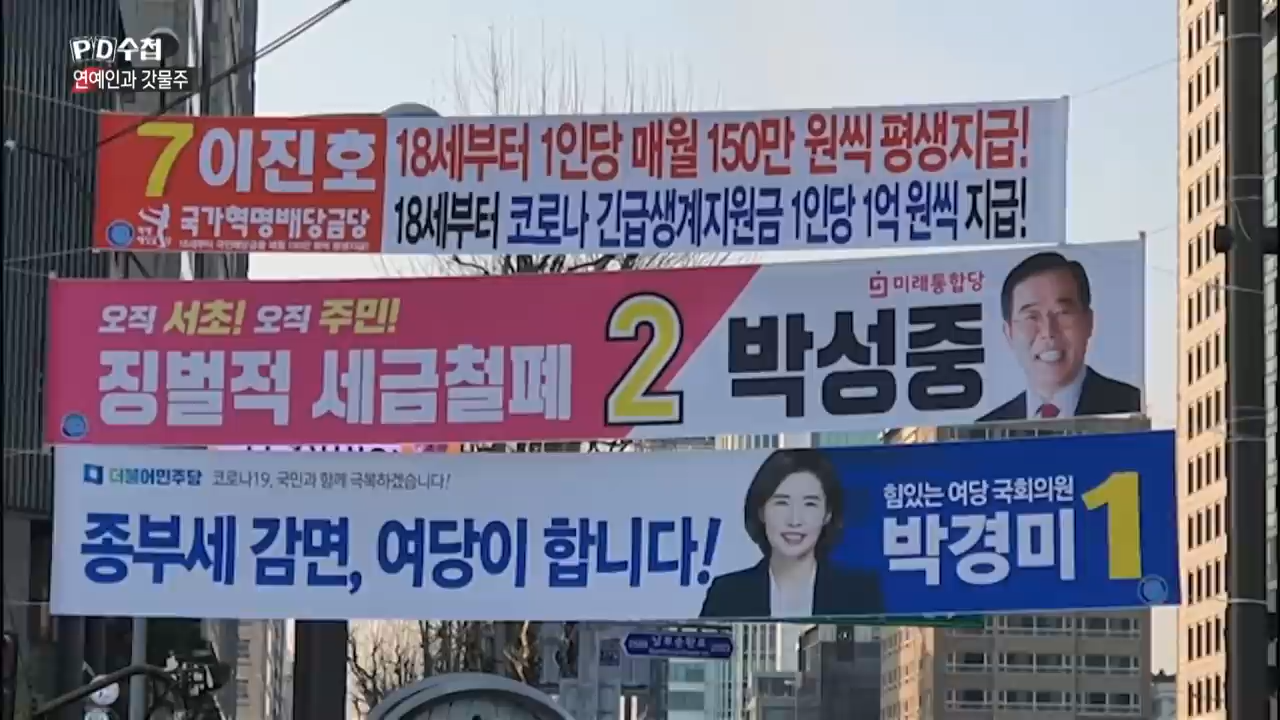 PD수첩
연예인과 갓물주
7 이진호
국가혁명배당금당
18세부터 1인당 매월 150만 원씩 평생지급!
18세부터 코로나 긴급생계지원금 1인당 1억 원씩 지급!
오직 서초! 오직 주민!
징벌적 세금철폐
2
미래통합당
박성중
더불어민주당 코로나19, 국민과 함께 극복하겠습니다!
종부세 감면, 여당이 합니다!
힘있는 여당 국회의원
박경미 1